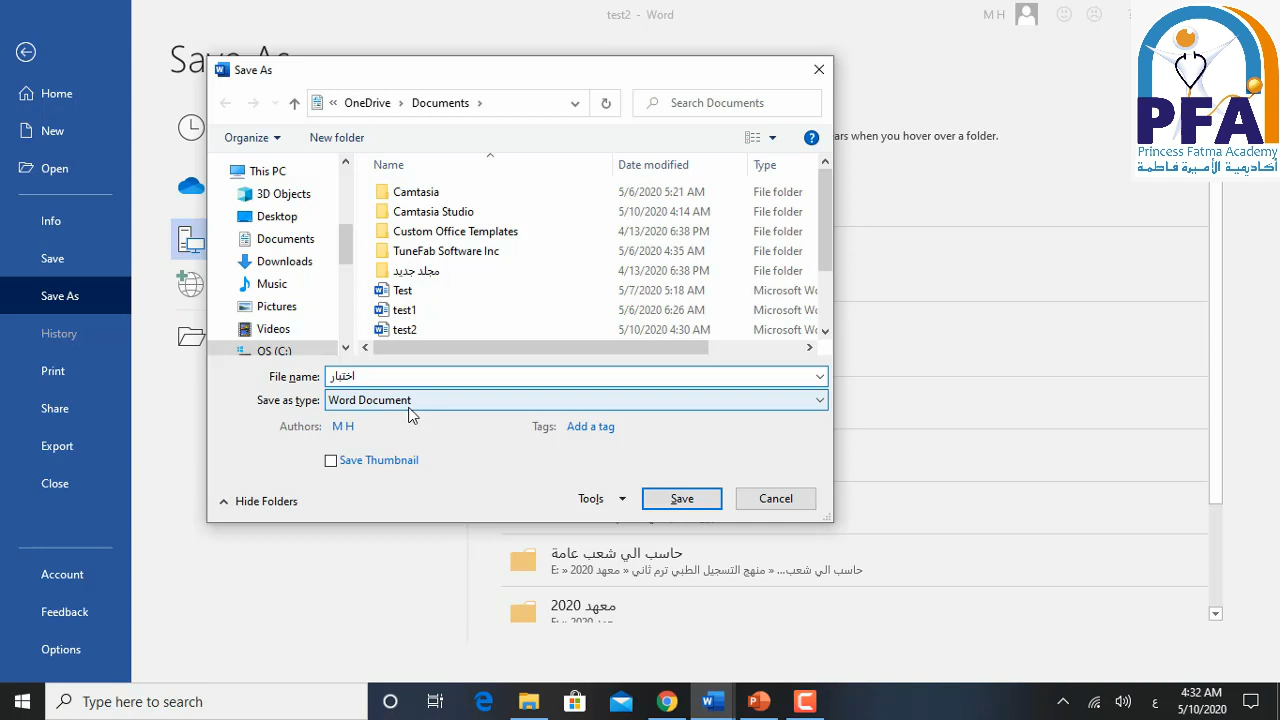 test2 - Word
M H
?
Save As
PFA
Princess Fatma Academy
أكاديمية الأميرة فاطمة
Home
New
Open
Info
Save
Save As
History
Print
Share
Export
Close
Account
Feedback
Options
Save As
OneDrive
Documents
Search Documents
Organize
New folder
ars when you hover over a folder.
This PC
3D Objects
Desktop
Documents
Downloads
Music
Pictures
Videos
OS (C:)
Name Date modified Type
Camtasia 5/6/2020 5:21 AM File folder
Camtasia Studio 5/10/2020 4:14 AM File folder
Custom Office Templates 4/13/2020 6:38 PM File folder
TuneFab Software Inc 5/6/2020 4:35 AM File folder
مجلد جديد 4/13/2020 6:38 PM File folder
Test 5/7/2020 5:18 AM Microsoft Wo
test1 5/6/2020 6:26 AM Microsoft Wo
test2 5/10/2020 4:30 AM Microsoft Wo
File name: اختبار
Save as type: Word Document
Authors: M H
Tags: Add a tag
Save Thumbnail
Hide Folders
Tools
Save
Cancel
حاسب الي شعب عامة
E: » معهد 2020 » منهج التسجيل الطبي ترم ثاني » حاسب الي شعب...
معهد 2020
Type here to search
ع
4:32 AM
5/10/2020